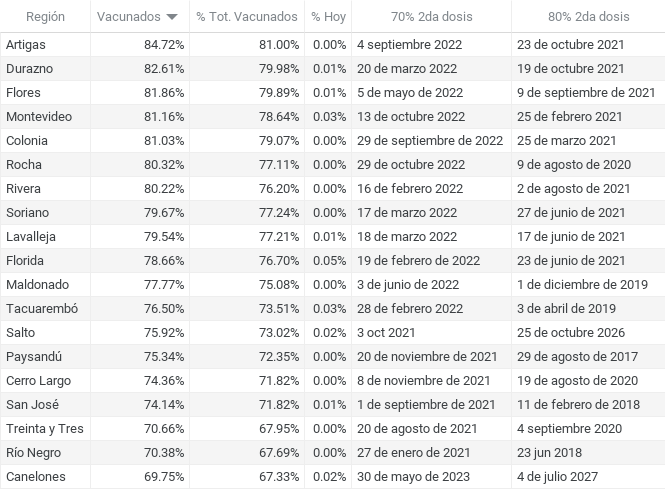 Región Vacunados % Tot. Vacunados % Hoy 70% 2da dosis 80% 2da dosis
Artigas 84.72% 81.00% 0.00% 4 septiembre 2022 23 de octubre 2021
Durazno 82.61% 79.98% 0.01% 20 de marzo 2022 19 de octubre 2021
Flores 81.86% 79.89% 0.01% 5 de mayo de 2022 9 de septiembre de 2021
Montevideo 81.16% 78.64% 0.03% 13 de octubre 2022 25 de febrero 2021
Colonia 81.03% 79.07% 0.00% 29 de septiembre de 2022 25 de marzo 2021
Rocha 80.32% 77.11% 0.00% 29 de octubre 2022 9 de agosto de 2020
Rivera 80.22% 76.20% 0.00% 16 de febrero 2022 2 de agosto de 2021
Soriano 79.67% 77.24% 0.00% 17 de marzo 2022 27 de junio de 2021
Lavalleja 79.54% 77.21% 0.01% 18 de marzo 2022 17 de junio de 2021
Florida 78.66% 76.70% 0.05% 19 de febrero de 2022 23 de junio de 2021
Maldonado 77.77% 75.08% 0.00% 3 de junio de 2022 1 de diciembre de 2019
Tacuarembó 76.50% 73.51% 0.03% 28 de febrero 2022 3 de abril de 2019
Salto 75.92% 73.02% 0.02% 3 oct 2021 25 de octubre 2026
Paysandú 75.34% 72.35% 0.00% 20 de noviembre de 2021 29 de agosto de 2017
Cerro Largo 74.36% 71.82% 0.00% 8 de noviembre de 2021 19 de agosto de 2020
San José 74.14% 71.82% 0.01% 1 de septiembre de 2021 11 de febrero de 2018
Treinta y Tres 70.66% 67.95% 0.00% 20 de agosto de 2021 4 septiembre 2020
Río Negro 70.38% 67.69% 0.00% 27 de enero de 2021 23 jun 2018
Canelones 69.75% 67.33% 0.02% 30 de mayo de 2023 4 de julio 2027